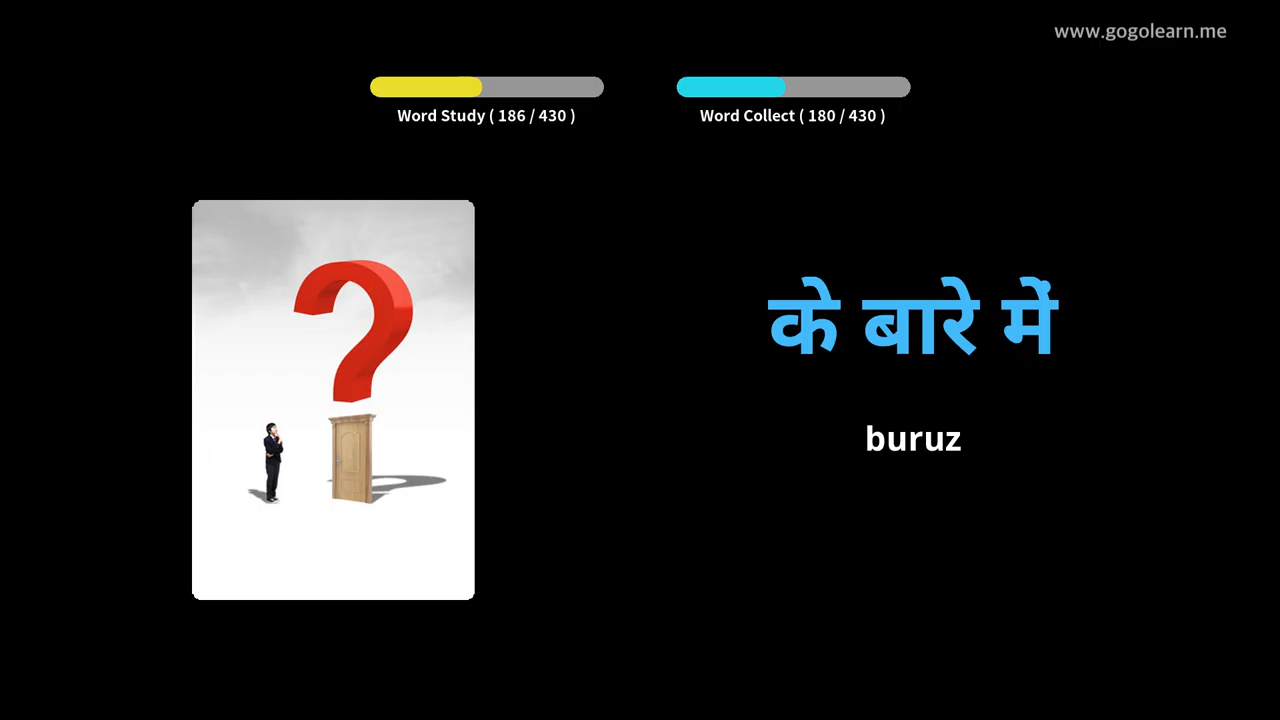 www.gogolearn.me
Word Study ( 186 / 430 )
Word Collect ( 180 / 430 )
के बारे में
buruz